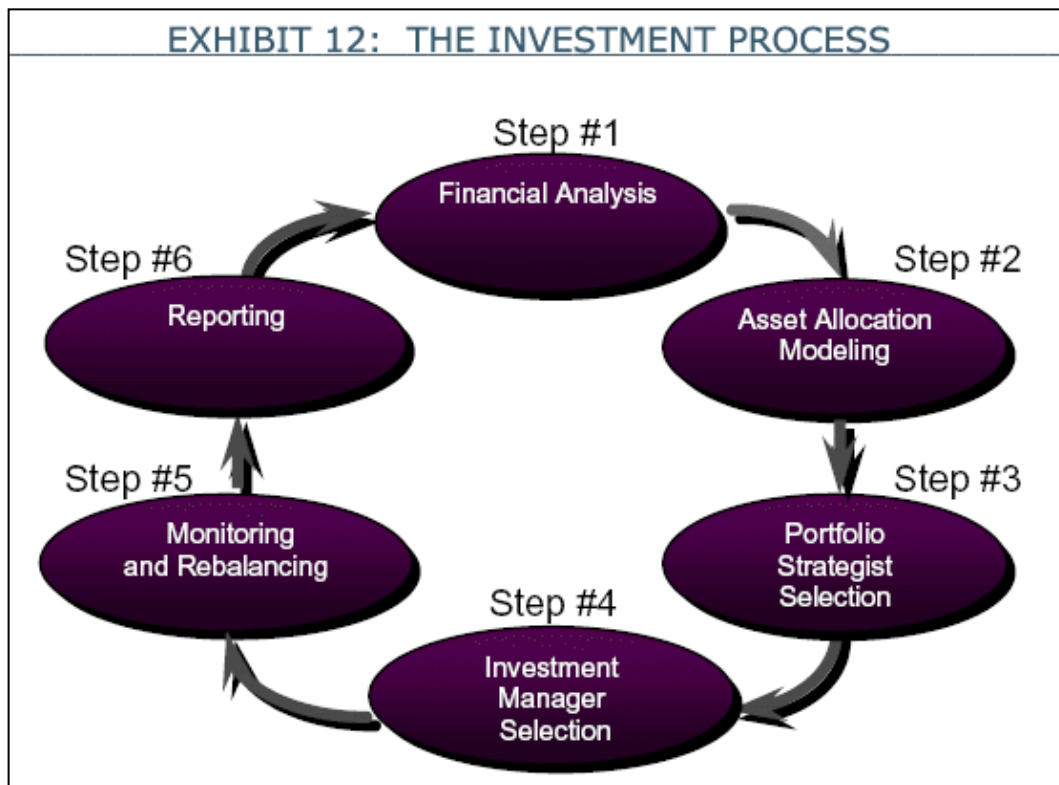 EXHIBIT 12: THE INVESTMENT PROCESS
Step #1
Financial Analysis
Step #2
Asset Allocation
Modeling
Step #3
Portfolio
Strategist
Selection
Step #4
Investment
Manager
Selection
Step #5
Monitoring
and Rebalancing
Step #6
Reporting